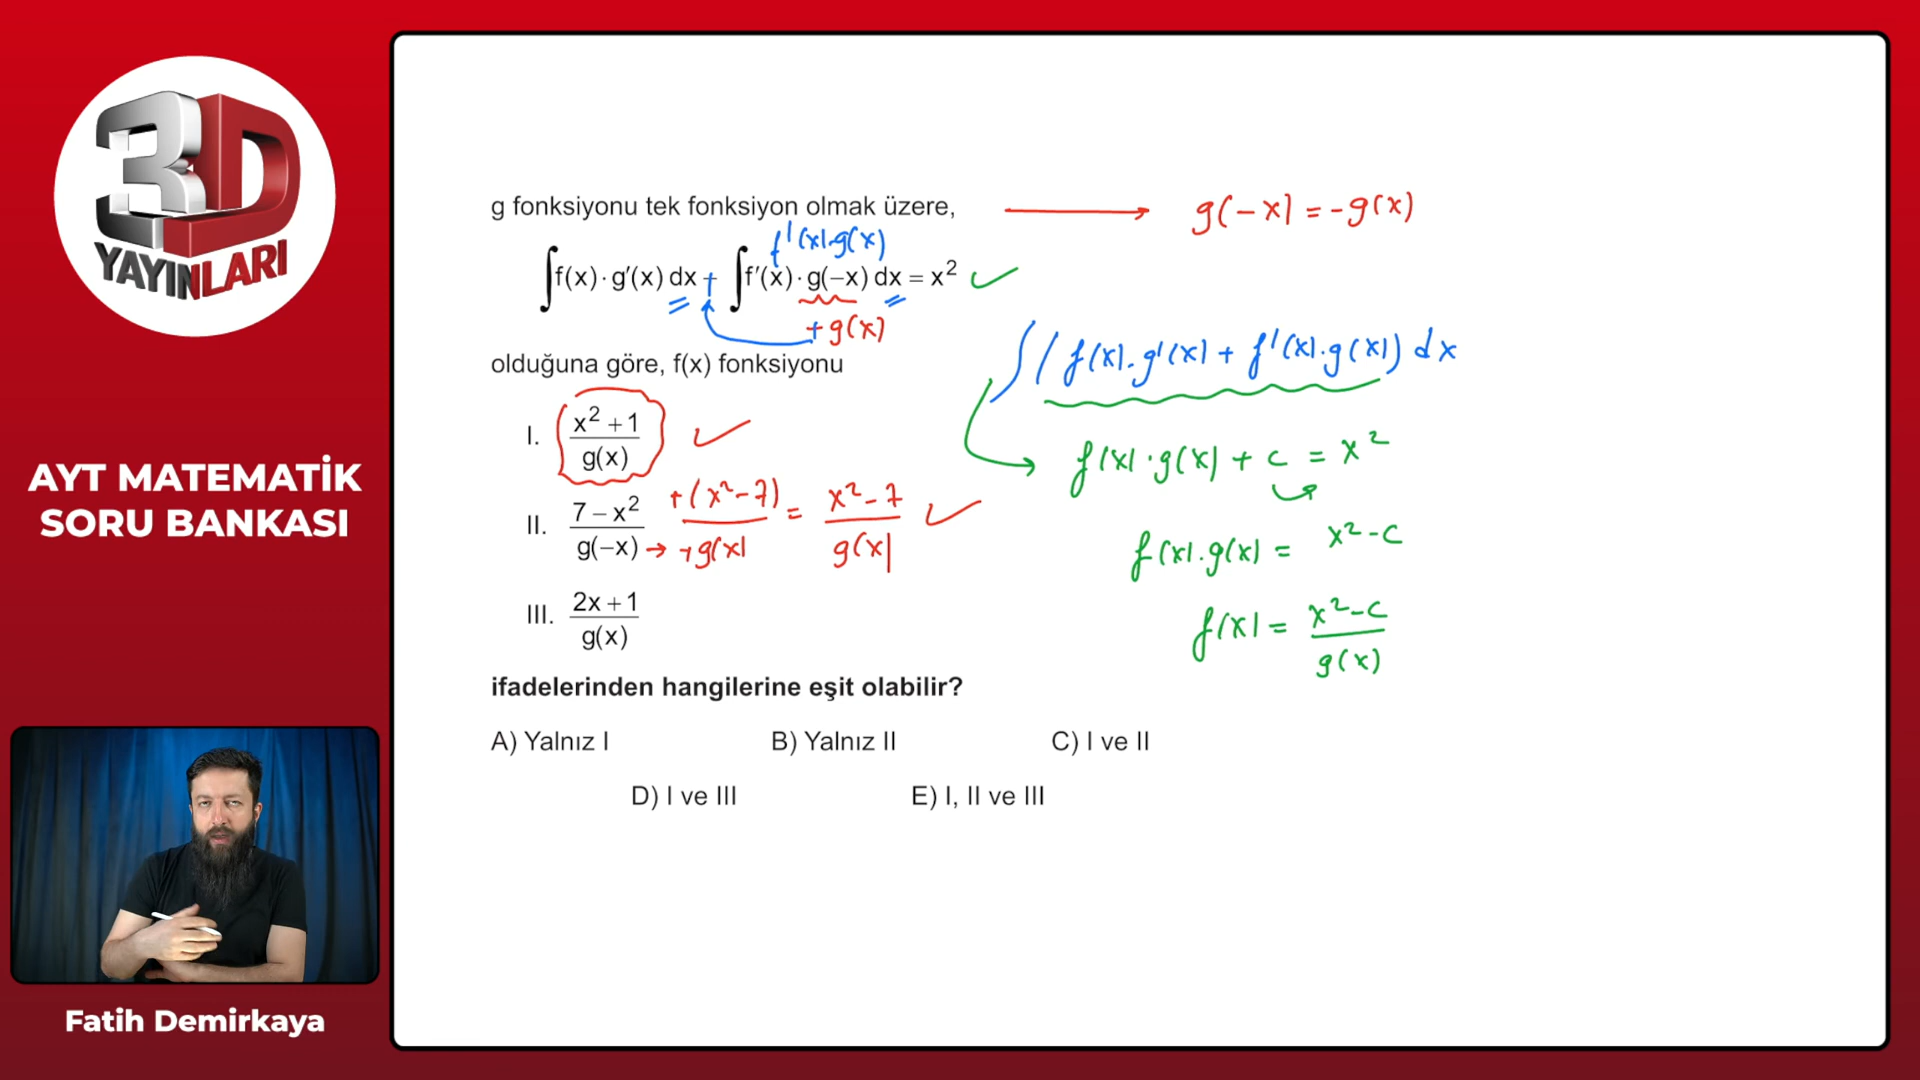 3D
YAYINLARI
AYT MATEMATİK
SORU BANKASI
Fatih Demirkaya
g fonksiyonu tek fonksiyon olmak üzere,
g(-x) = -g(x)
f'(x).g(x)
∫f(x)·g'(x) dx + ∫f'(x)·g(−x) dx = x²
+g(x)
olduğuna göre, f(x) fonksiyonu
∫(f(x).g'(x) + f'(x).g(x)) dx
I. (x² + 1)/g(x)
f(x).g(x) + c = x²
II. (7 − x²)/g(−x) → +(x²-7)/+g(x) = (x²-7)/g(x)
f(x).g(x) = x²-c
III. (2x + 1)/g(x)
f(x) = (x²-c)/g(x)
ifadelerinden hangilerine eşit olabilir?
A) Yalnız I B) Yalnız II C) I ve II
D) I ve III E) I, II ve III